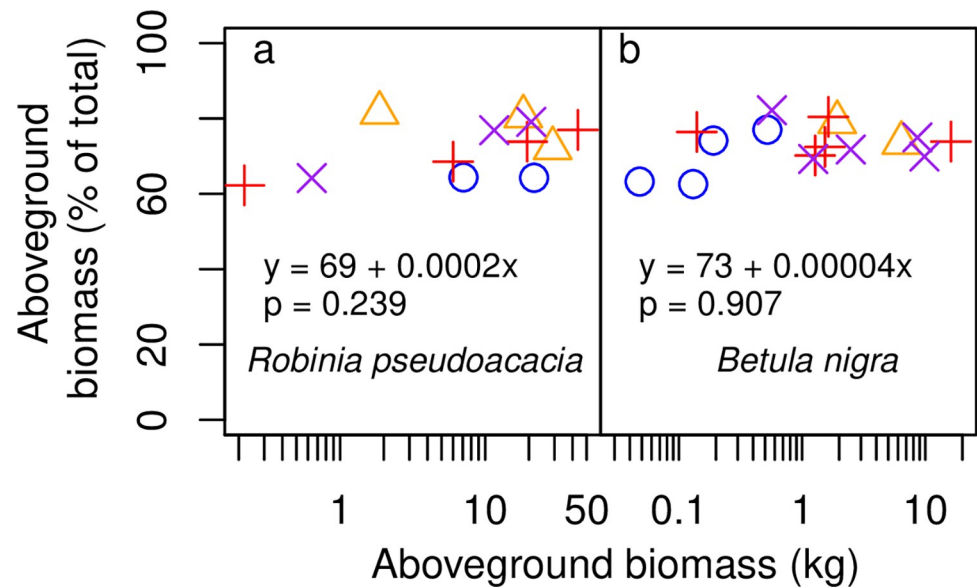 Aboveground
biomass (% of total)
100
60
20
0
a
y = 69 + 0.0002x
p = 0.239
Robinia pseudoacacia
b
y = 73 + 0.00004x
p = 0.907
Betula nigra
1 10 50 0.1 1 10
Aboveground biomass (kg)